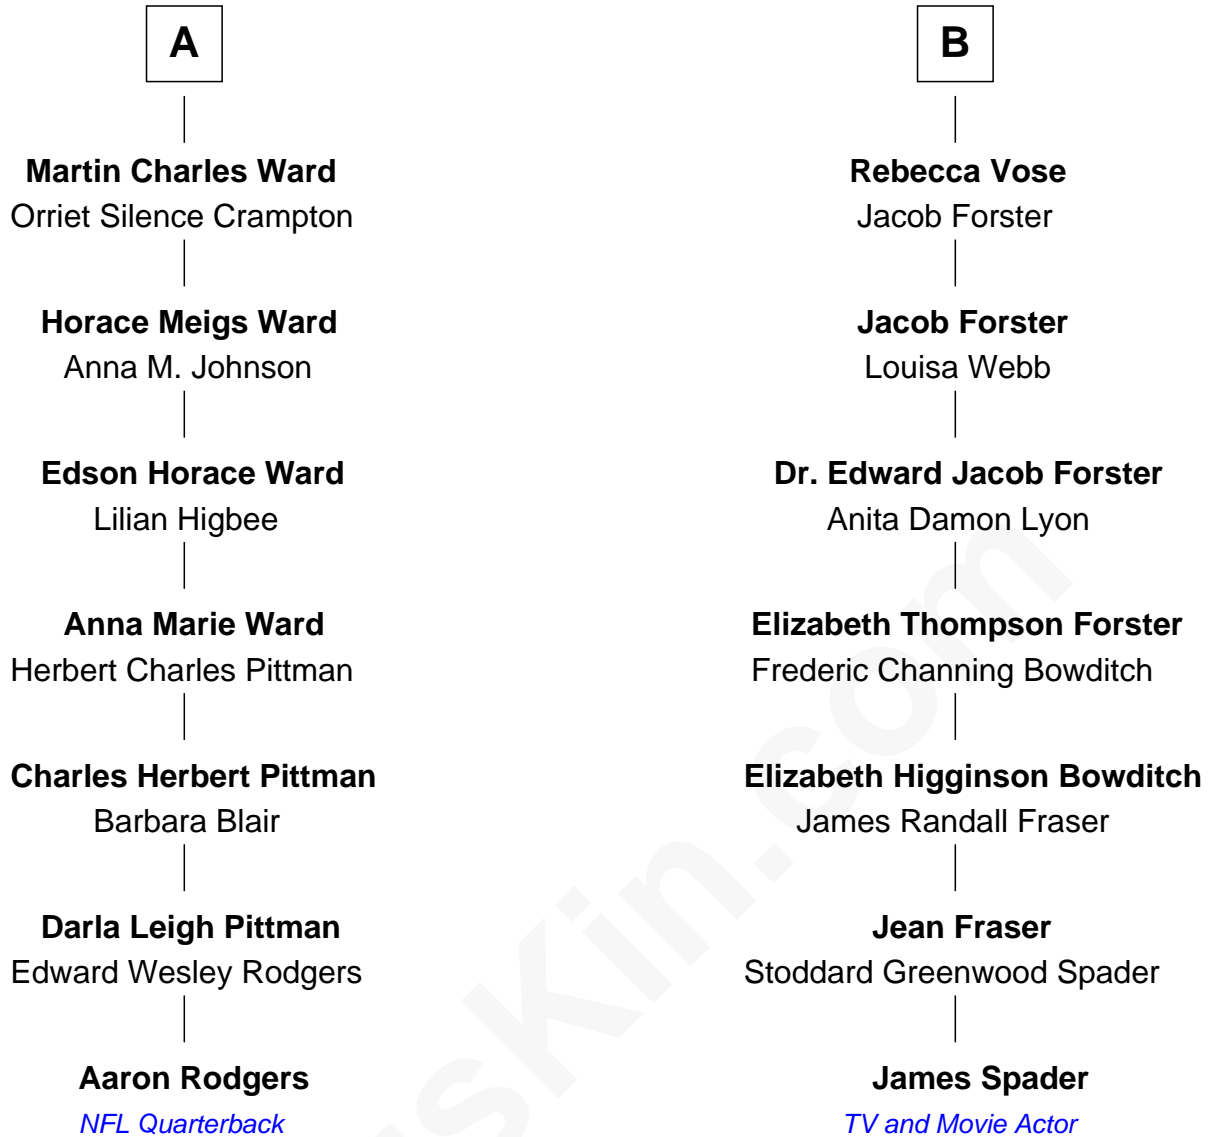 A
Martin Charles Ward
Orriet Silence Crampton
Horace Meigs Ward
Anna M. Johnson
Edson Horace Ward
Lilian Higbee
Anna Marie Ward
Herbert Charles Pittman
Charles Herbert Pittman
Barbara Blair
Darla Leigh Pittman
Edward Wesley Rodgers
Aaron Rodgers
NFL Quarterback
B
Rebecca Vose
Jacob Forster
Jacob Forster
Louisa Webb
Dr. Edward Jacob Forster
Anita Damon Lyon
Elizabeth Thompson Forster
Frederic Channing Bowditch
Elizabeth Higginson Bowditch
James Randall Fraser
Jean Fraser
Stoddard Greenwood Spader
James Spader
TV and Movie Actor
sKin.com